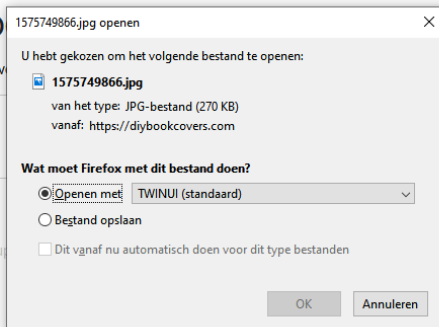 1575749866.jpg openen
U hebt gekozen om het volgende bestand te openen:
1575749866.jpg
van het type: JPG-bestand (270 KB)
vanaf: https://diybookcovers.com
Wat moet Firefox met dit bestand doen?
Openen met TWINUI (standaard)
Bestand opslaan
Dit vanaf nu automatisch doen voor dit type bestanden
OK Annuleren